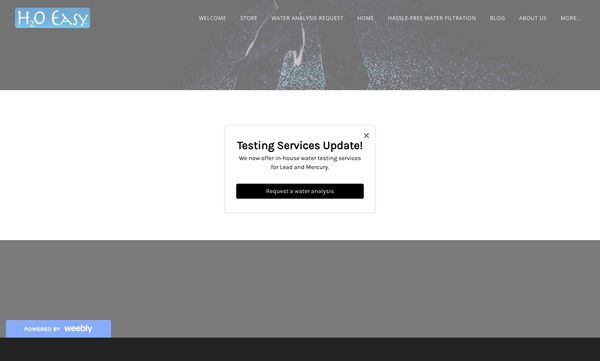 H2O Easy
WELCOME STORE WATER ANALYSIS REQUEST HOME HASSLE-FREE WATER FILTRATION BLOG ABOUT US MORE...
Testing Services Update!
We now offer in-house water testing services
for Lead and Mercury.
Request a water analysis
POWERED BY weebly